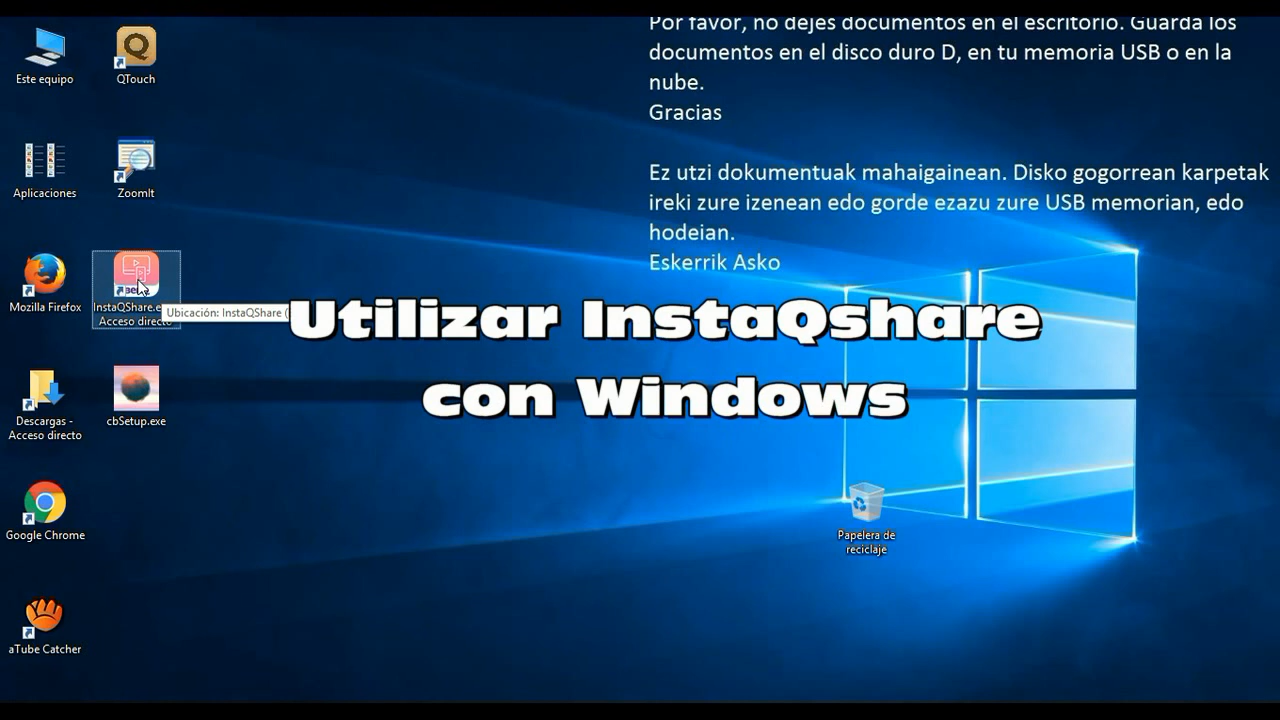 Por favor, no dejes documentos en el escritorio. Guarda los
documentos en el disco duro D, en tu memoria USB o en la
nube.
Gracias
Ez utzi dokumentuak mahaigainean. Disko gogorrean karpetak
ireki zure izenean edo gorde ezazu zure USB memorian, edo
hodeian.
Eskerrik Asko
Este equipo
QTouch
Aplicaciones
ZoomIt
Mozilla Firefox
InstaQShare.e
Acceso directo
Ubicación: InstaQShare (
Utilizar InstaQshare
con Windows
Descargas -
Acceso directo
cbSetup.exe
Google Chrome
Papelera de
reciclaje
aTube Catcher